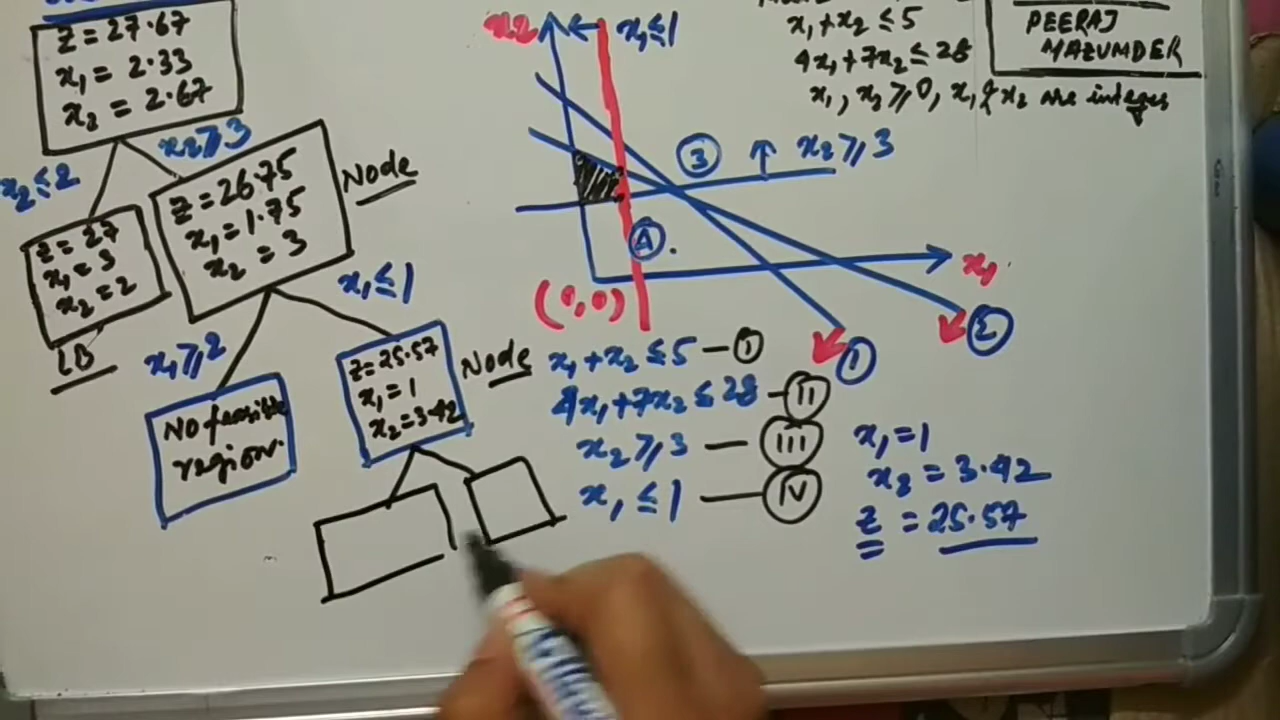 Z = 27.67
x₁ = 2.33
x₂ = 2.67
x₂ ≤ 2
x₂ ≥ 3
Z = 27
x₁ = 3
x₂ = 2
LB
Z = 26.75
x₁ = 1.75
x₂ = 3
Node
x₁ ≥ 2
x₁ ≤ 1
No feasible
region.
Z = 25.57
x₁ = 1
x₂ = 3.42
Node
x2
x₁ ≤ 1
3
x₂ ≥ 3
A
x₁
(0,0)
1
2
x₁ + x₂ ≤ 5 — I
4x₁ + 7x₂ ≤ 28 — II
x₂ ≥ 3 — III
x₁ ≤ 1 — IV
x₁ + x₂ ≤ 5
4x₁ + 7x₂ ≤ 28
x₁, x₂ ≥ 0, x₁ & x₂ are integer
PEERAJ
MAZUMDER
x₁ = 1
x₂ = 3.42
Z = 25.57